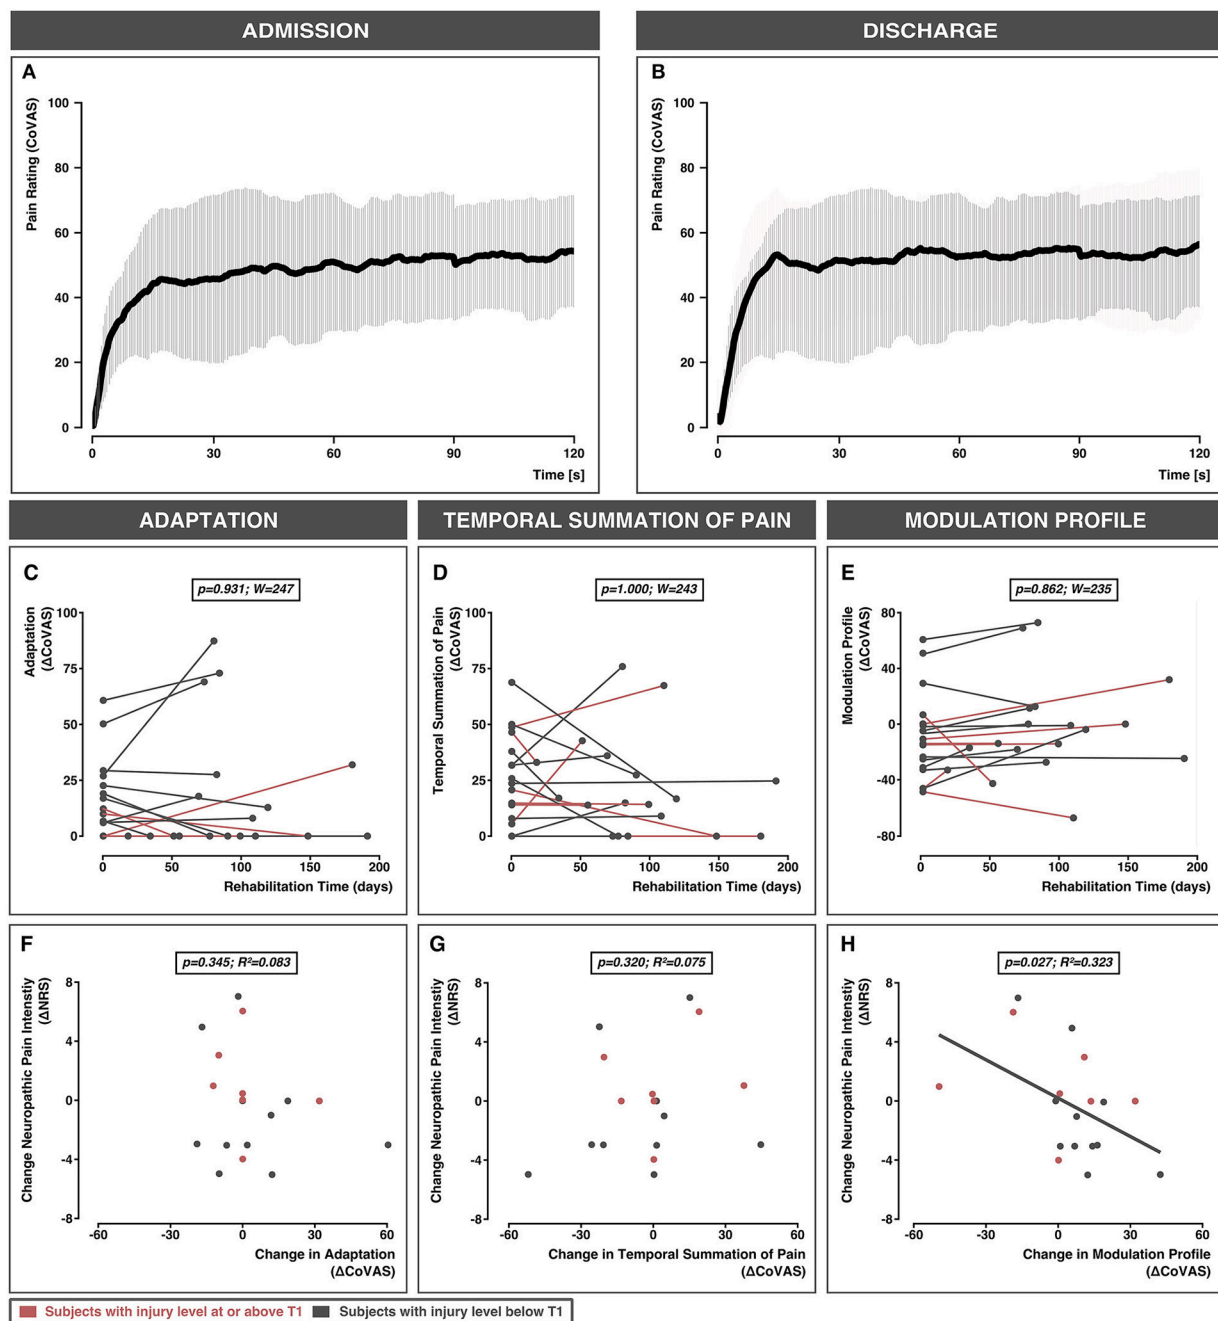 ADMISSION
DISCHARGE
A
Pain Rating (CoVAS)
100
80
60
40
20
0
0 30 60 90 120
Time [s]
B
Pain Rating (CoVAS)
100
80
60
40
20
0
0 30 60 90 120
Time [s]
ADAPTATION
TEMPORAL SUMMATION OF PAIN
MODULATION PROFILE
C
p=0.931; W=247
Adaptation
(ΔCoVAS)
100
75
50
25
0
0 50 100 150 200
Rehabilitation Time (days)
D
p=1.000; W=243
Temporal Summation of Pain
(ΔCoVAS)
100
75
50
25
0
0 50 100 150 200
Rehabilitation Time (days)
E
p=0.862; W=235
Modulation Profile
(ΔCoVAS)
80
40
0
-40
-80
0 50 100 150 200
Rehabilitation Time (days)
F
p=0.345; R²=0.083
Change Neuropathic Pain Intenstiy
(ΔNRS)
8
4
0
-4
-8
-60 -30 0 30 60
Change in Adaptation
(ΔCoVAS)
G
p=0.320; R²=0.075
Change Neuropathic Pain Intenstiy
(ΔNRS)
8
4
0
-4
-8
-60 -30 0 30 60
Change in Temporal Summation of Pain
(ΔCoVAS)
H
p=0.027; R²=0.323
Change Neuropathic Pain Intenstiy
(ΔNRS)
8
4
0
-4
-8
-60 -30 0 30 60
Change in Modulation Profile
(ΔCoVAS)
Subjects with injury level at or above T1 Subjects with injury level below T1